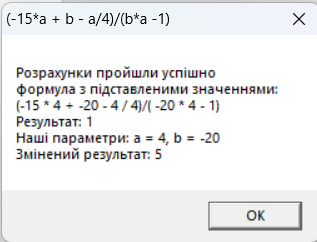 (-15*a + b - a/4)/(b*a -1)
Розрахунки пройшли успішно
формула з підставленими значеннями:
(-15 * 4 + -20 - 4 / 4)/( -20 * 4 - 1)
Результат: 1
Наші параметри: a = 4, b = -20
Змінений результат: 5
OK